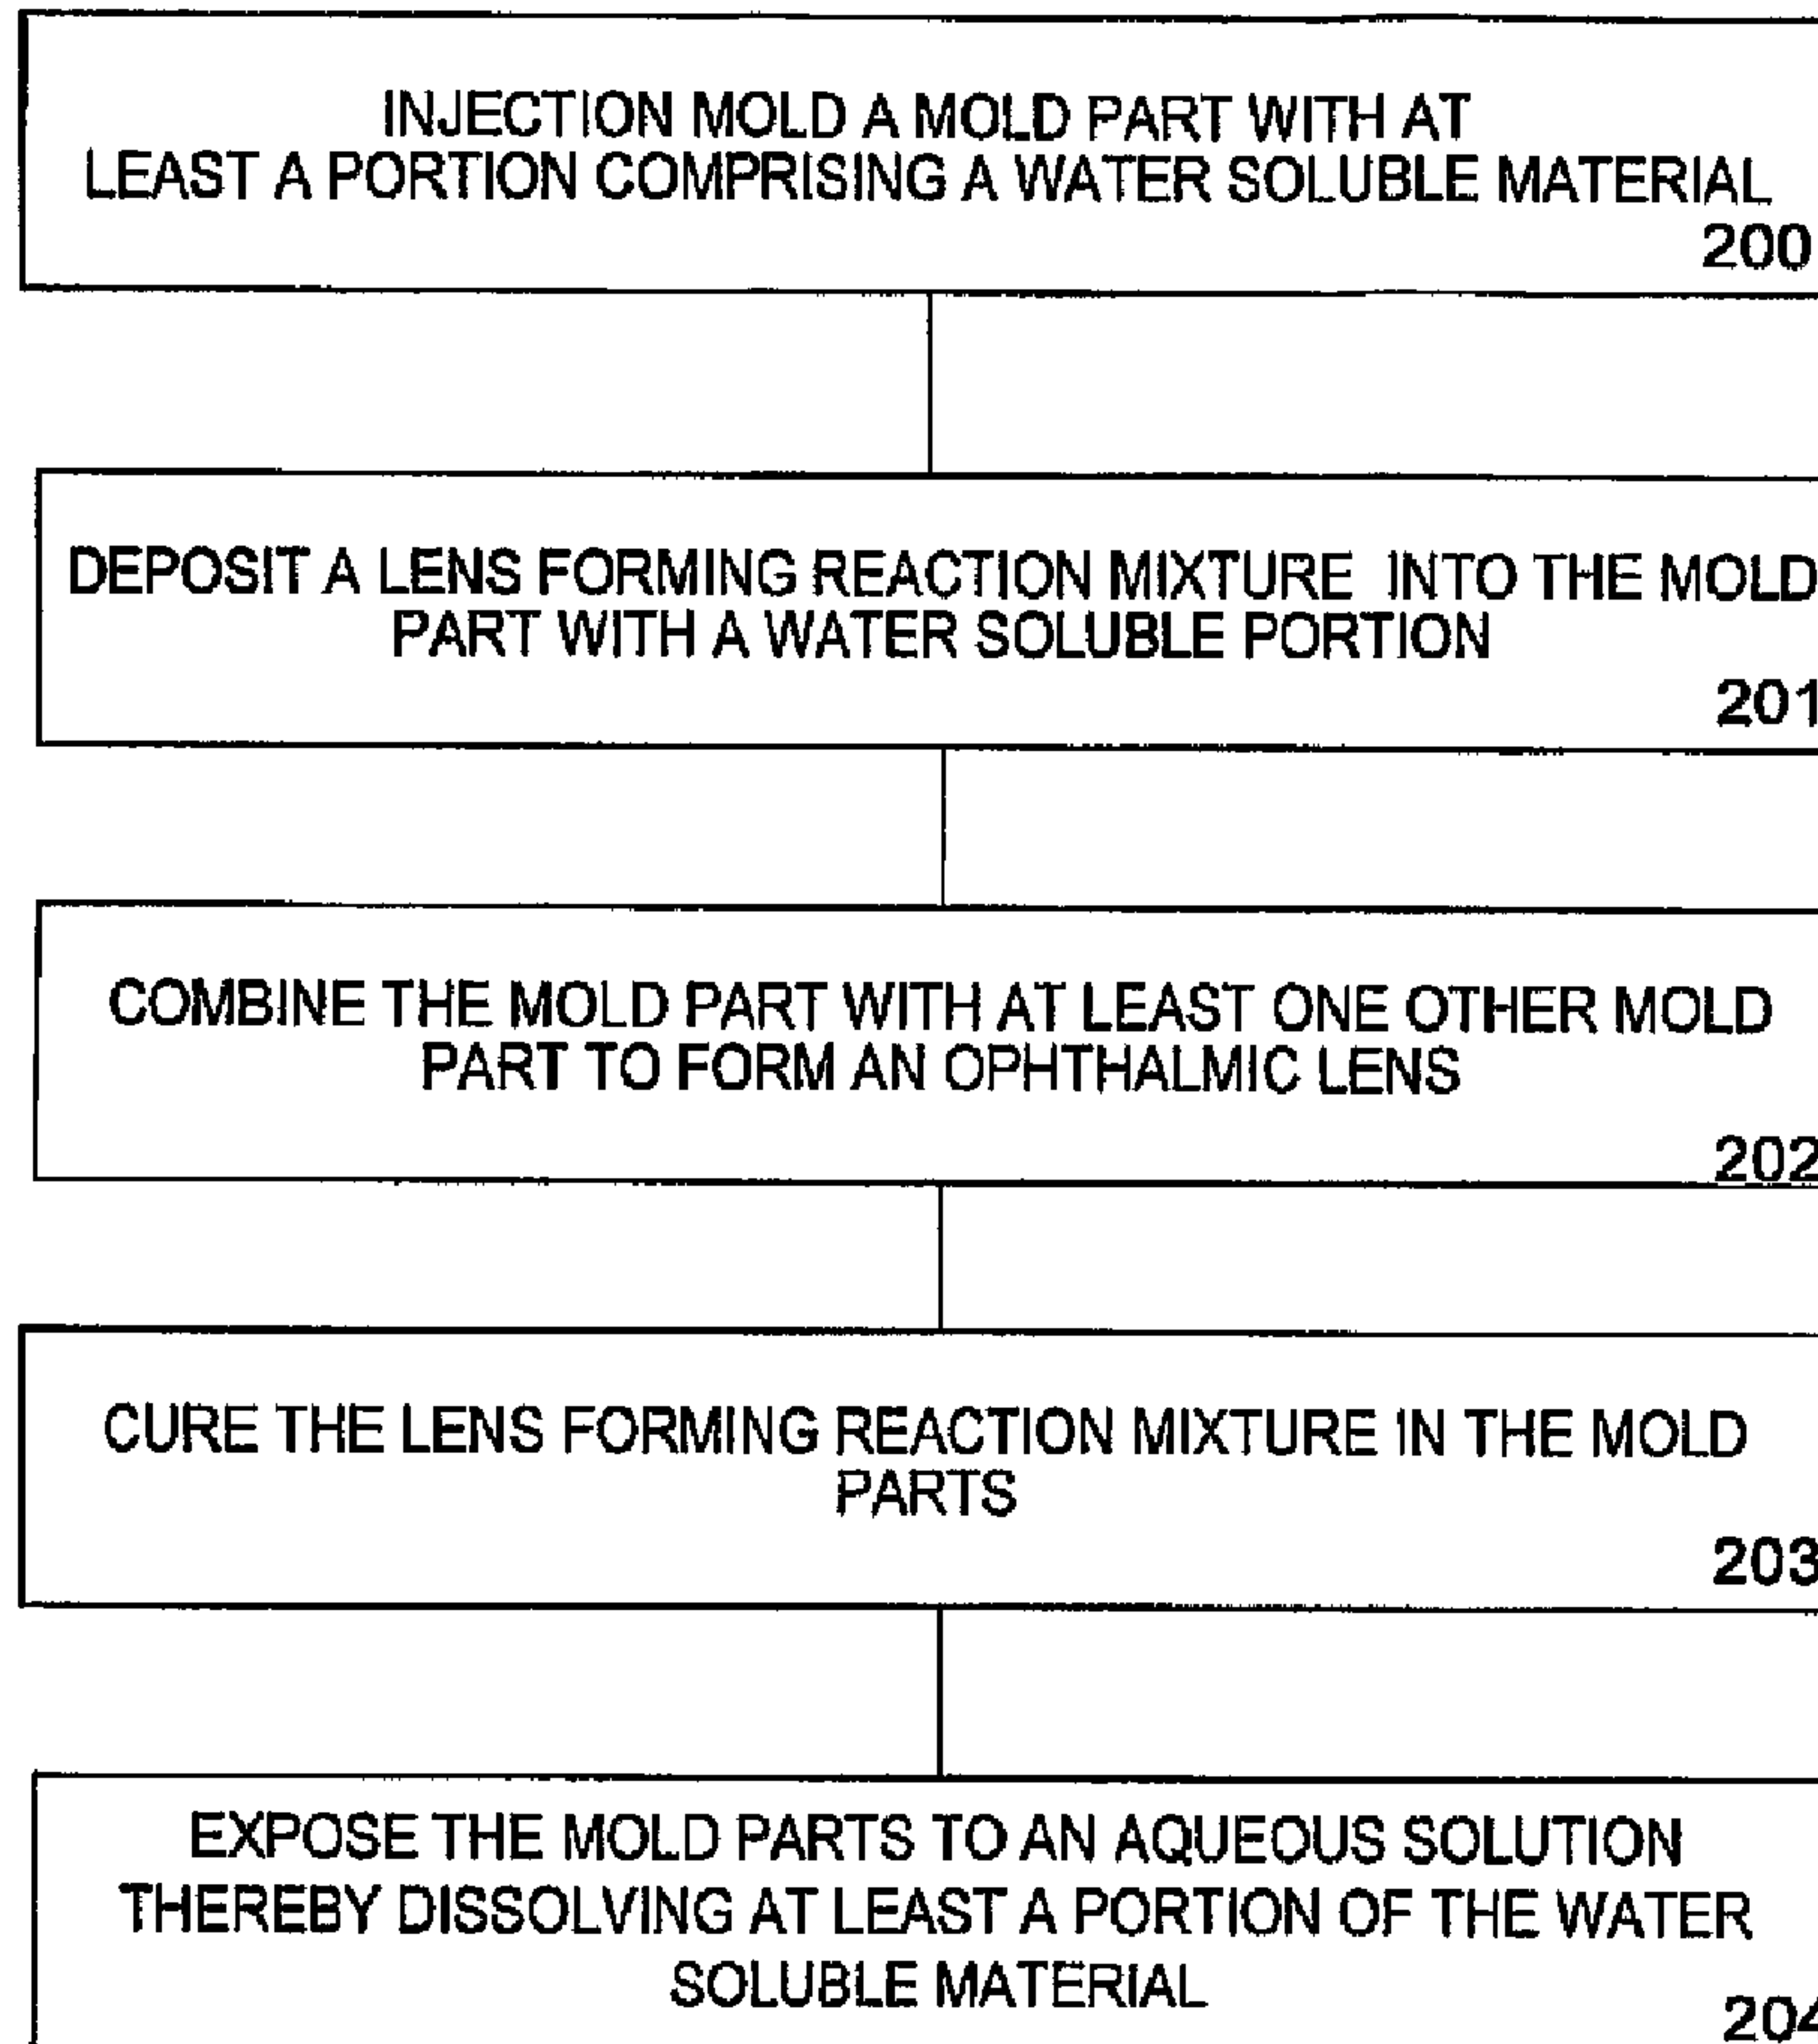 INJECTION MOLD A MOLD PART WITH AT
LEAST A PORTION COMPRISING A WATER SOLUBLE MATERIAL
200
DEPOSIT A LENS FORMING REACTION MIXTURE INTO THE MOLD
PART WITH A WATER SOLUBLE PORTION
201
COMBINE THE MOLD PART WITH AT LEAST ONE OTHER MOLD
PART TO FORM AN OPHTHALMIC LENS
202
CURE THE LENS FORMING REACTION MIXTURE IN THE MOLD
PARTS
203
EXPOSE THE MOLD PARTS TO AN AQUEOUS SOLUTION
THEREBY DISSOLVING AT LEAST A PORTION OF THE WATER
SOLUBLE MATERIAL
204